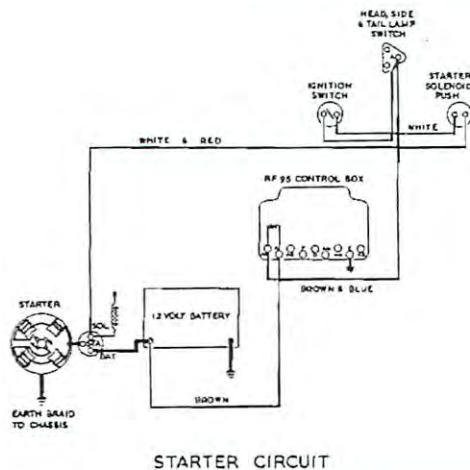 HEAD, SIDE
& TAIL LAMP
SWITCH
IGNITION
SWITCH
STARTER
SOLENOID
PUSH
WHITE
WHITE & RED
RF 95 CONTROL BOX
BROWN & BLUE
STARTER
SOL
12 VOLT BATTERY
BAT
BROWN
EARTH BRAID
TO CHASSIS
STARTER CIRCUIT